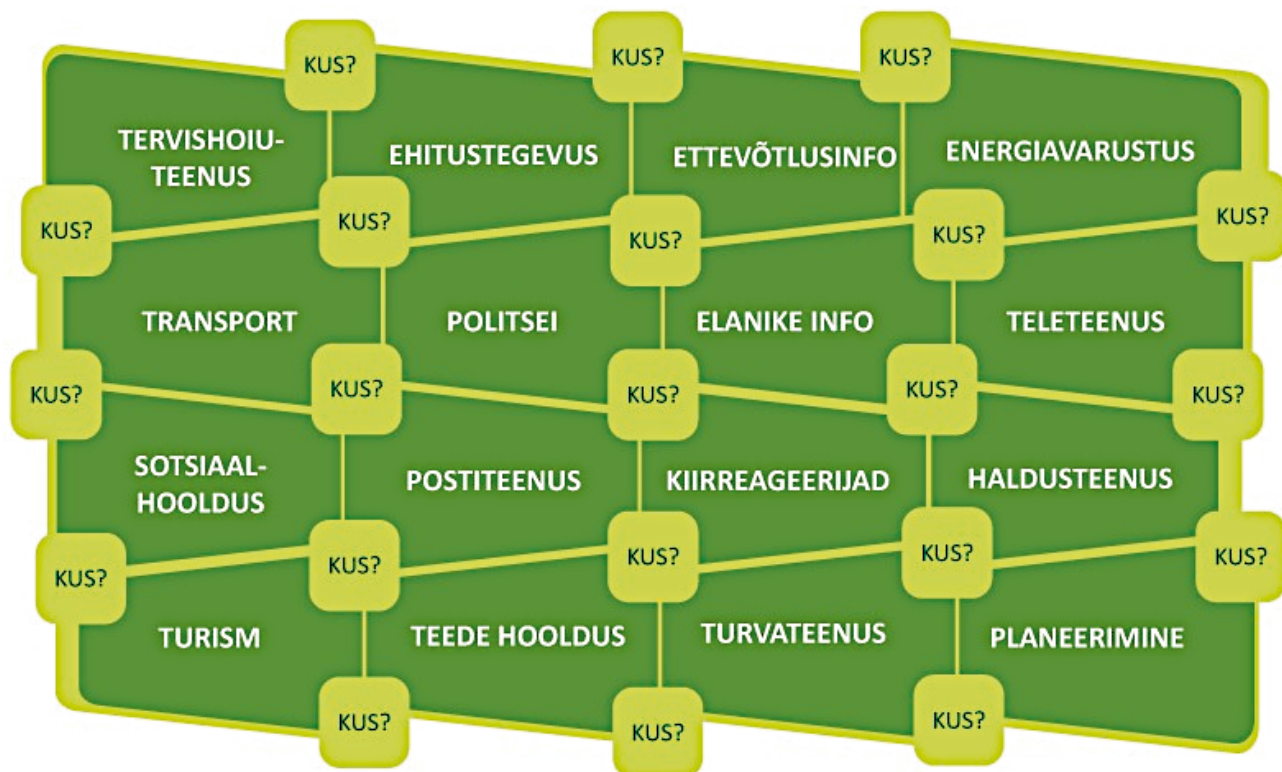 KUS?
KUS?
KUS?
TERVISHOIU-
TEENUS
EHITUSTEGEVUS
ETTEVÕTLUSINFO
ENERGIAVARUSTUS
KUS?
KUS?
KUS?
KUS?
KUS?
TRANSPORT
POLITSEI
ELANIKE INFO
TELETEENUS
KUS?
KUS?
KUS?
KUS?
KUS?
SOTSIAAL-
HOOLDUS
POSTITEENUS
KIIRREAGEERIJAD
HALDUSTEENUS
KUS?
KUS?
KUS?
KUS?
KUS?
TURISM
TEEDE HOOLDUS
TURVATEENUS
PLANEERIMINE
KUS?
KUS?
KUS?